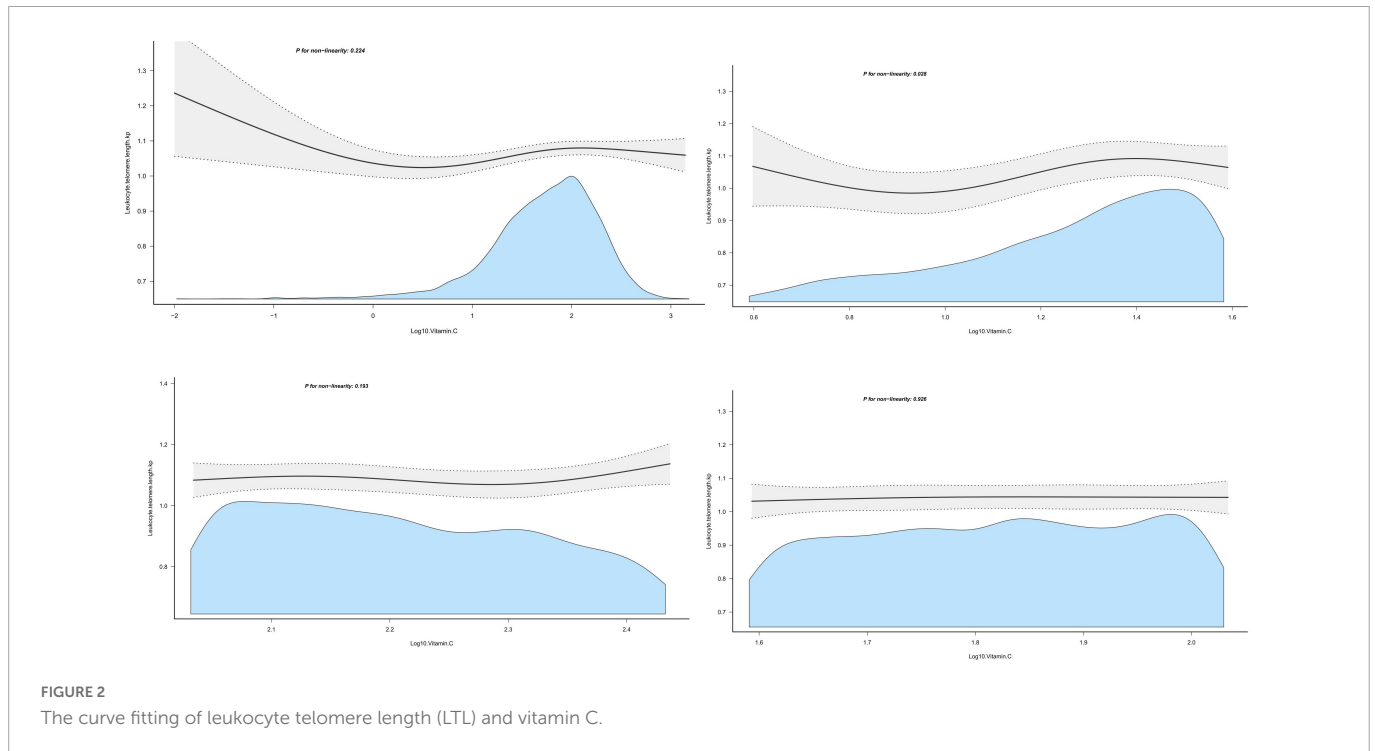 P for non-linearity: 0.224
1.3
1.2
1.1
1.0
0.9
0.8
0.7
Leukocyte.telomere.length.kp
-2 -1 0 1 2 3
Log10.Vitamin.C
P for non-linearity: 0.028
1.3
1.2
1.1
1.0
0.9
0.8
0.7
Leukocyte.telomere.length.kp
0.6 0.8 1.0 1.2 1.4 1.6
Log10.Vitamin.C
P for non-linearity: 0.193
1.4
1.2
1.0
0.8
Leukocyte.telomere.length.kp
2.1 2.2 2.3 2.4
Log10.Vitamin.C
P for non-linearity: 0.926
1.3
1.2
1.1
1.0
0.9
0.8
0.7
Leukocyte.telomere.length.kp
1.6 1.7 1.8 1.9 2.0
Log10.Vitamin.C
FIGURE 2
The curve fitting of leukocyte telomere length (LTL) and vitamin C.